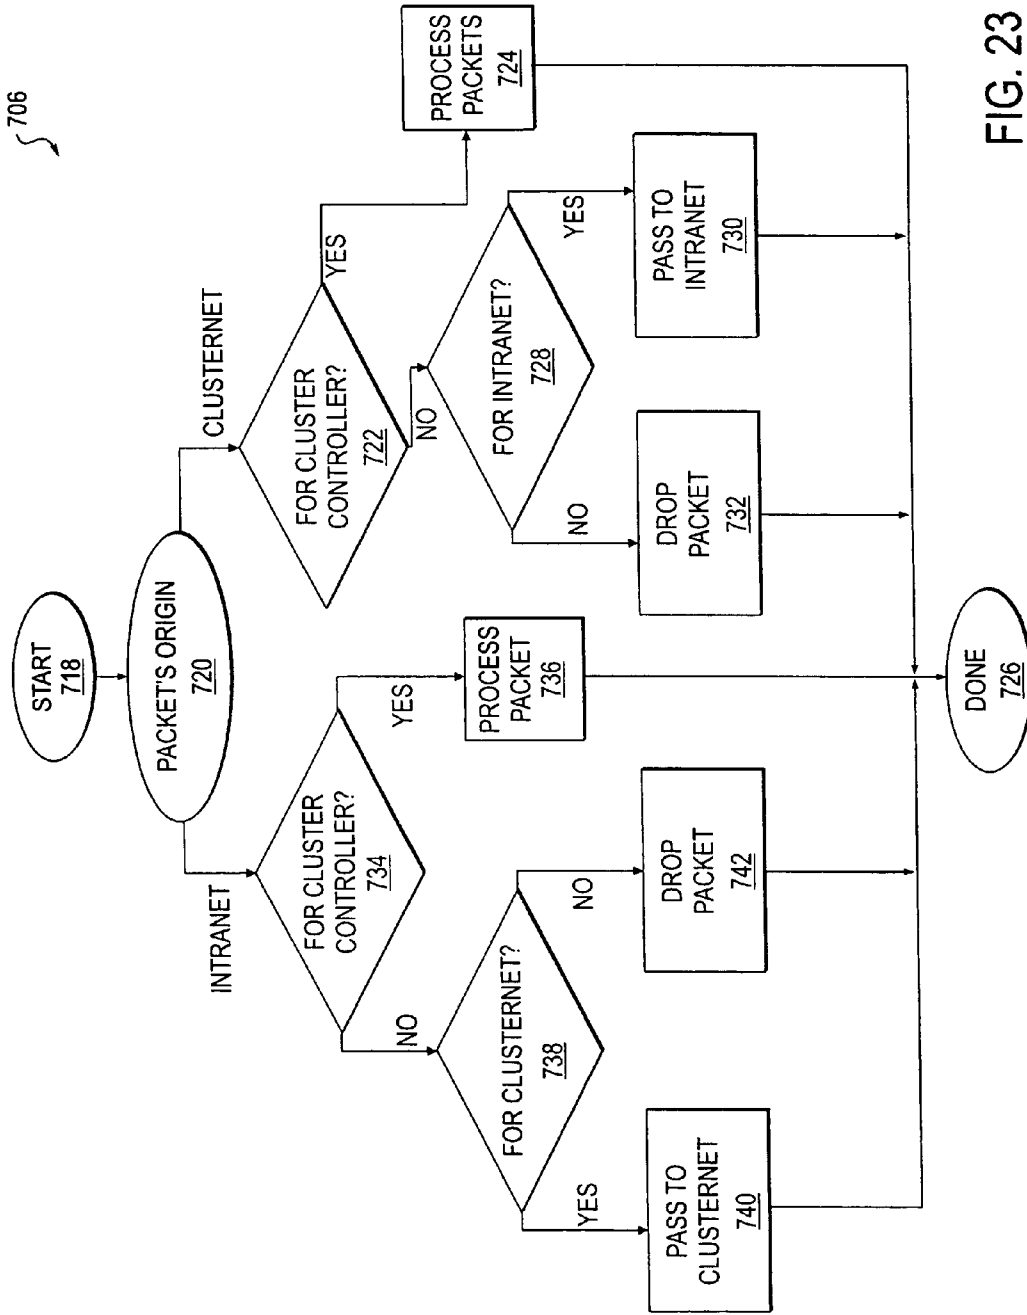 706
START
718
PACKET'S ORIGIN
720
INTRANET
CLUSTERNET
FOR CLUSTER
CONTROLLER?
734
FOR CLUSTER
CONTROLLER?
722
NO
YES
NO
YES
FOR CLUSTERNET?
738
PROCESS
PACKET
736
FOR INTRANET?
728
PROCESS
PACKETS
724
YES
NO
NO
YES
PASS TO
CLUSTERNET
740
DROP
PACKET
742
DROP
PACKET
732
PASS TO
INTRANET
730
DONE
726
FIG. 23